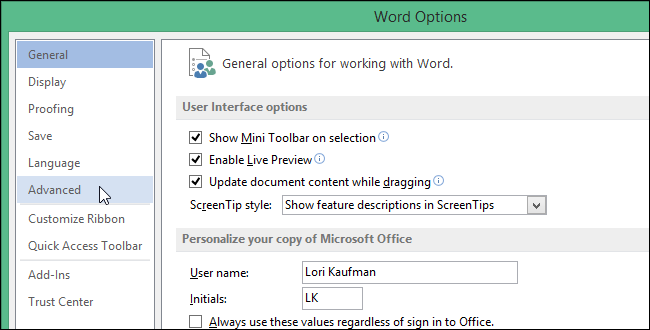 Word Options
General
Display
Proofing
Save
Language
Advanced
Customize Ribbon
Quick Access Toolbar
Add-Ins
Trust Center
General options for working with Word.
User Interface options
Show Mini Toolbar on selection
Enable Live Preview
Update document content while dragging
ScreenTip style: Show feature descriptions in ScreenTips
Personalize your copy of Microsoft Office
User name: Lori Kaufman
Initials: LK
Always use these values regardless of sign in to Office.